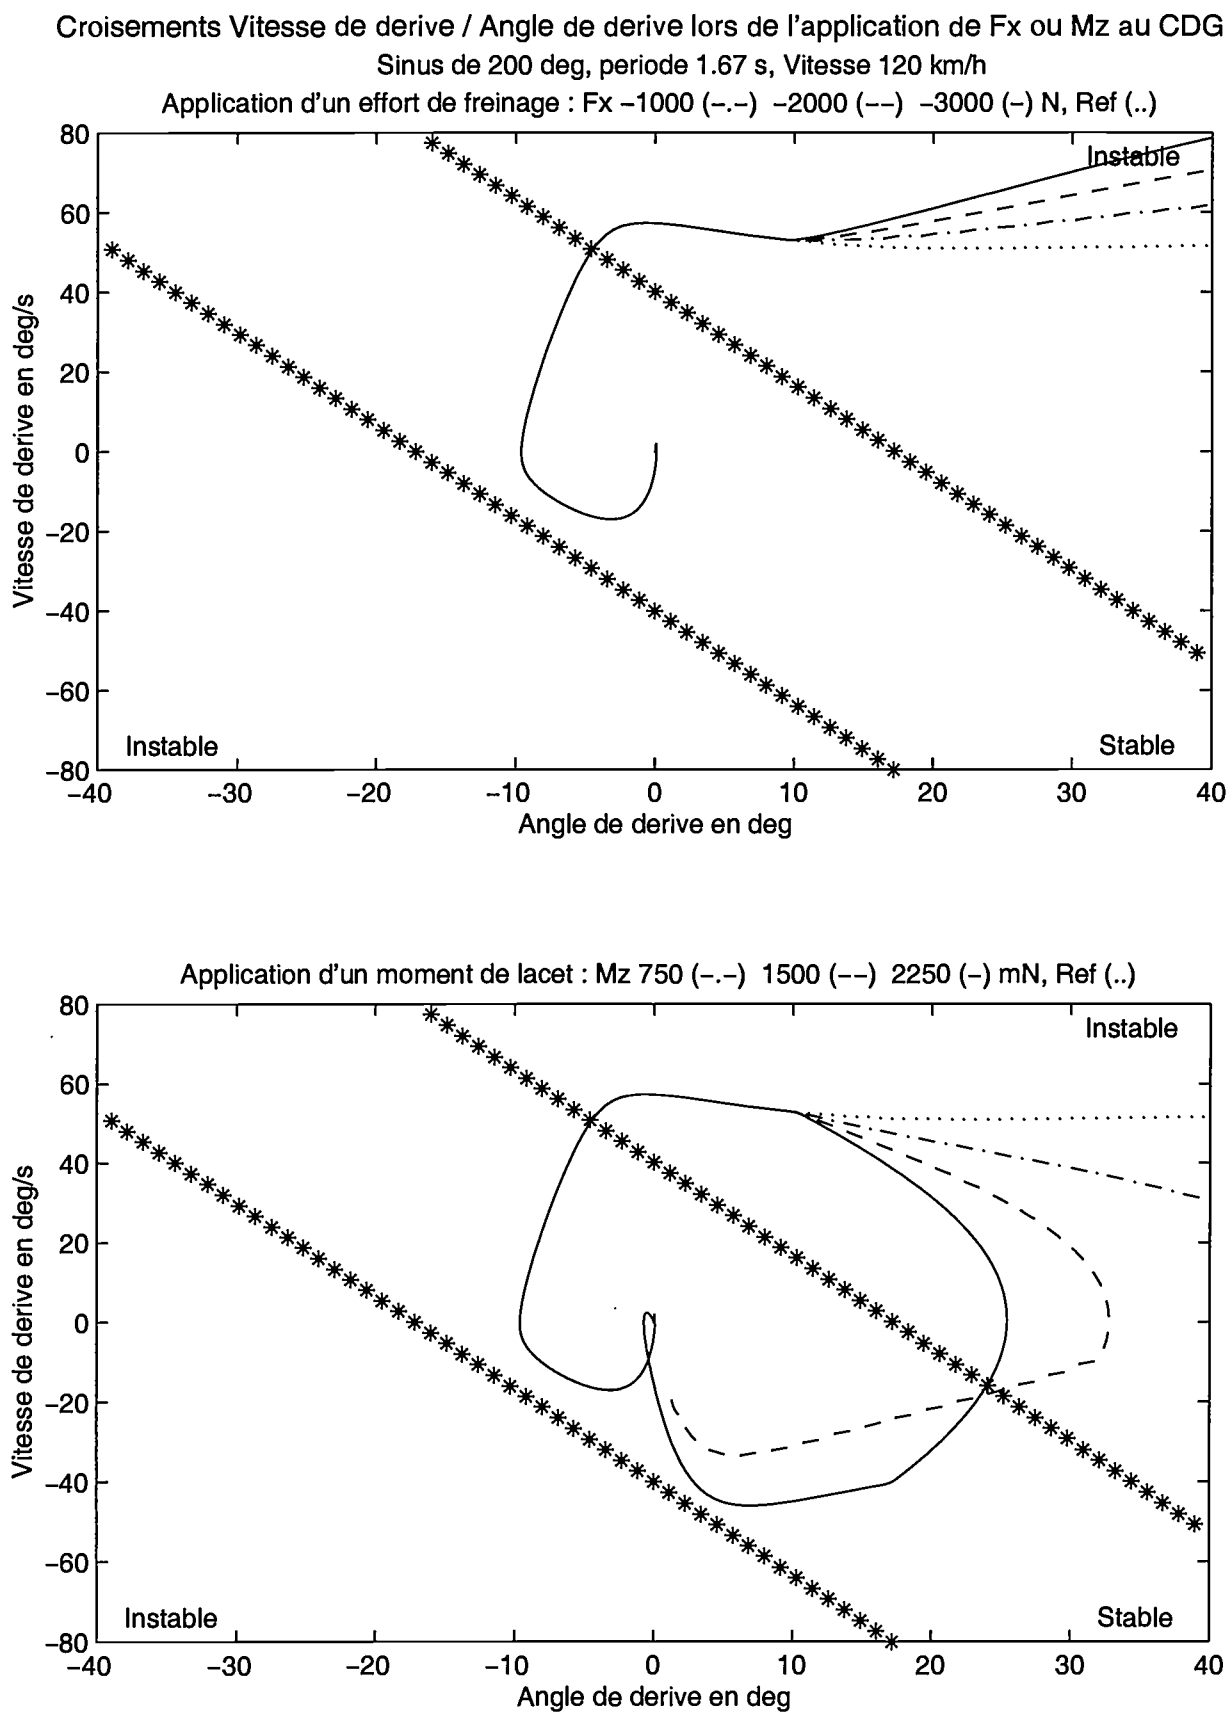 Croisements Vitesse de derive / Angle de derive lors de l'application de Fx ou Mz au CDG
Sinus de 200 deg, periode 1.67 s, Vitesse 120 km/h
Application d'un effort de freinage : Fx −1000 (−.−) −2000 (−−) −3000 (−) N, Ref (..)
80
60
40
20
0
−20
−40
−60
−80
Vitesse de derive en deg/s
Instable
Instable
Stable
−40
−30
−20
−10
0
10
20
30
40
Angle de derive en deg
Application d'un moment de lacet : Mz 750 (−.−) 1500 (−−) 2250 (−) mN, Ref (..)
80
60
40
20
0
−20
−40
−60
−80
Vitesse de derive en deg/s
Instable
Instable
Stable
−40
−30
−20
−10
0
10
20
30
40
Angle de derive en deg